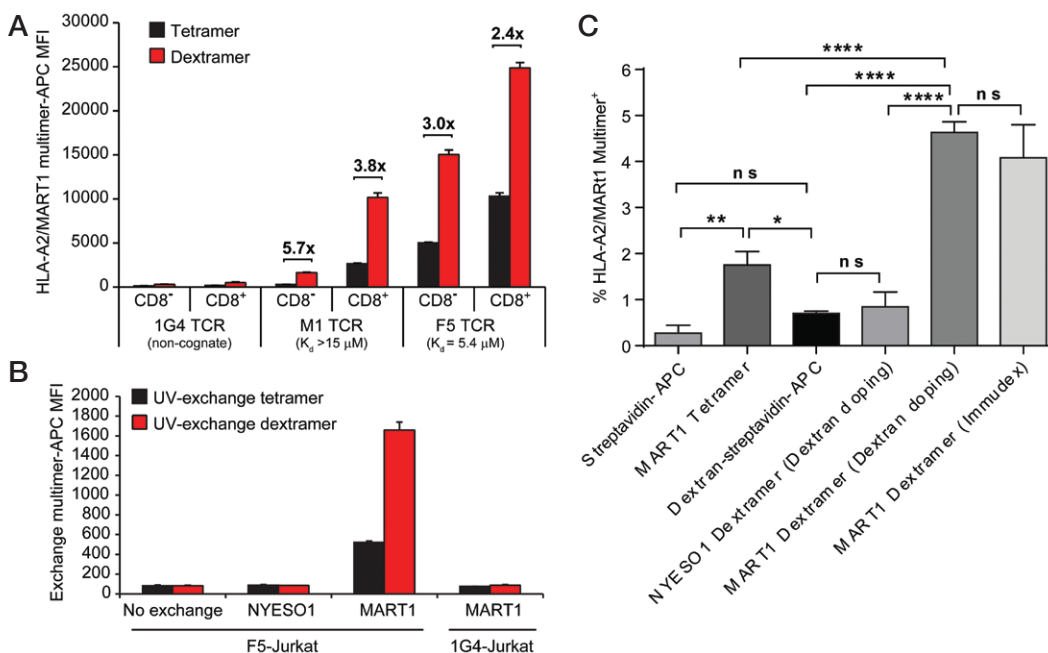 A
HLA-A2/MART1 multimer-APC MFI
30000
25000
20000
15000
10000
5000
0
Tetramer
Dextramer
5.7x
3.8x
3.0x
2.4x
CD8⁻ CD8⁺ CD8⁻ CD8⁺ CD8⁻ CD8⁺
1G4 TCR M1 TCR F5 TCR
(non-cognate) (Kd >15 μM) (Kd = 5.4 μM)
B
Exchange multimer-APC MFI
2000
1800
1600
1400
1200
1000
800
600
400
200
0
UV-exchange tetramer
UV-exchange dextramer
No exchange NYESO1 MART1 MART1
F5-Jurkat 1G4-Jurkat
C
% HLA-A2/MARt1 Multimer⁺
6
5
4
3
2
1
0
****
****
**** ns
ns
** *
ns
Streptavidin-APC
MART1 Tetramer
Dextran-streptavidin-APC
NYESO1 Dextramer (Dextran doping)
MART1 Dextramer (Dextran doping)
MART1 Dextramer (Immudex)